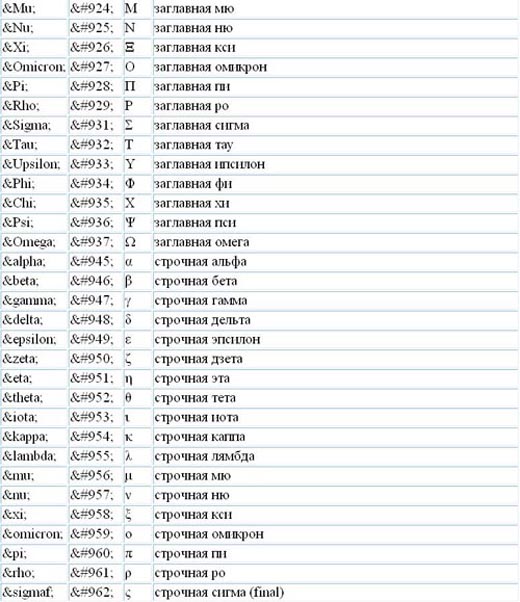 &Mu; &#924; Μ заглавная мю
&Nu; &#925; Ν заглавная ню
&Xi; &#926; Ξ заглавная кси
&Omicron; &#927; Ο заглавная омикрон
&Pi; &#928; Π заглавная пи
&Rho; &#929; Ρ заглавная ро
&Sigma; &#931; Σ заглавная сигма
&Tau; &#932; Τ заглавная тау
&Upsilon; &#933; Υ заглавная ипсилон
&Phi; &#934; Φ заглавная фи
&Chi; &#935; Χ заглавная хи
&Psi; &#936; Ψ заглавная пси
&Omega; &#937; Ω заглавная омега
&alpha; &#945; α строчная альфа
&beta; &#946; β строчная бета
&gamma; &#947; γ строчная гамма
&delta; &#948; δ строчная дельта
&epsilon; &#949; ε строчная эпсилон
&zeta; &#950; ζ строчная дзета
&eta; &#951; η строчная эта
&theta; &#952; θ строчная тета
&iota; &#953; ι строчная иота
&kappa; &#954; κ строчная каппа
&lambda; &#955; λ строчная лямбда
&mu; &#956; μ строчная мю
&nu; &#957; ν строчная ню
&xi; &#958; ξ строчная кси
&omicron; &#959; ο строчная омикрон
&pi; &#960; π строчная пи
&rho; &#961; ρ строчная ро
&sigmaf; &#962; ς строчная сигма (final)